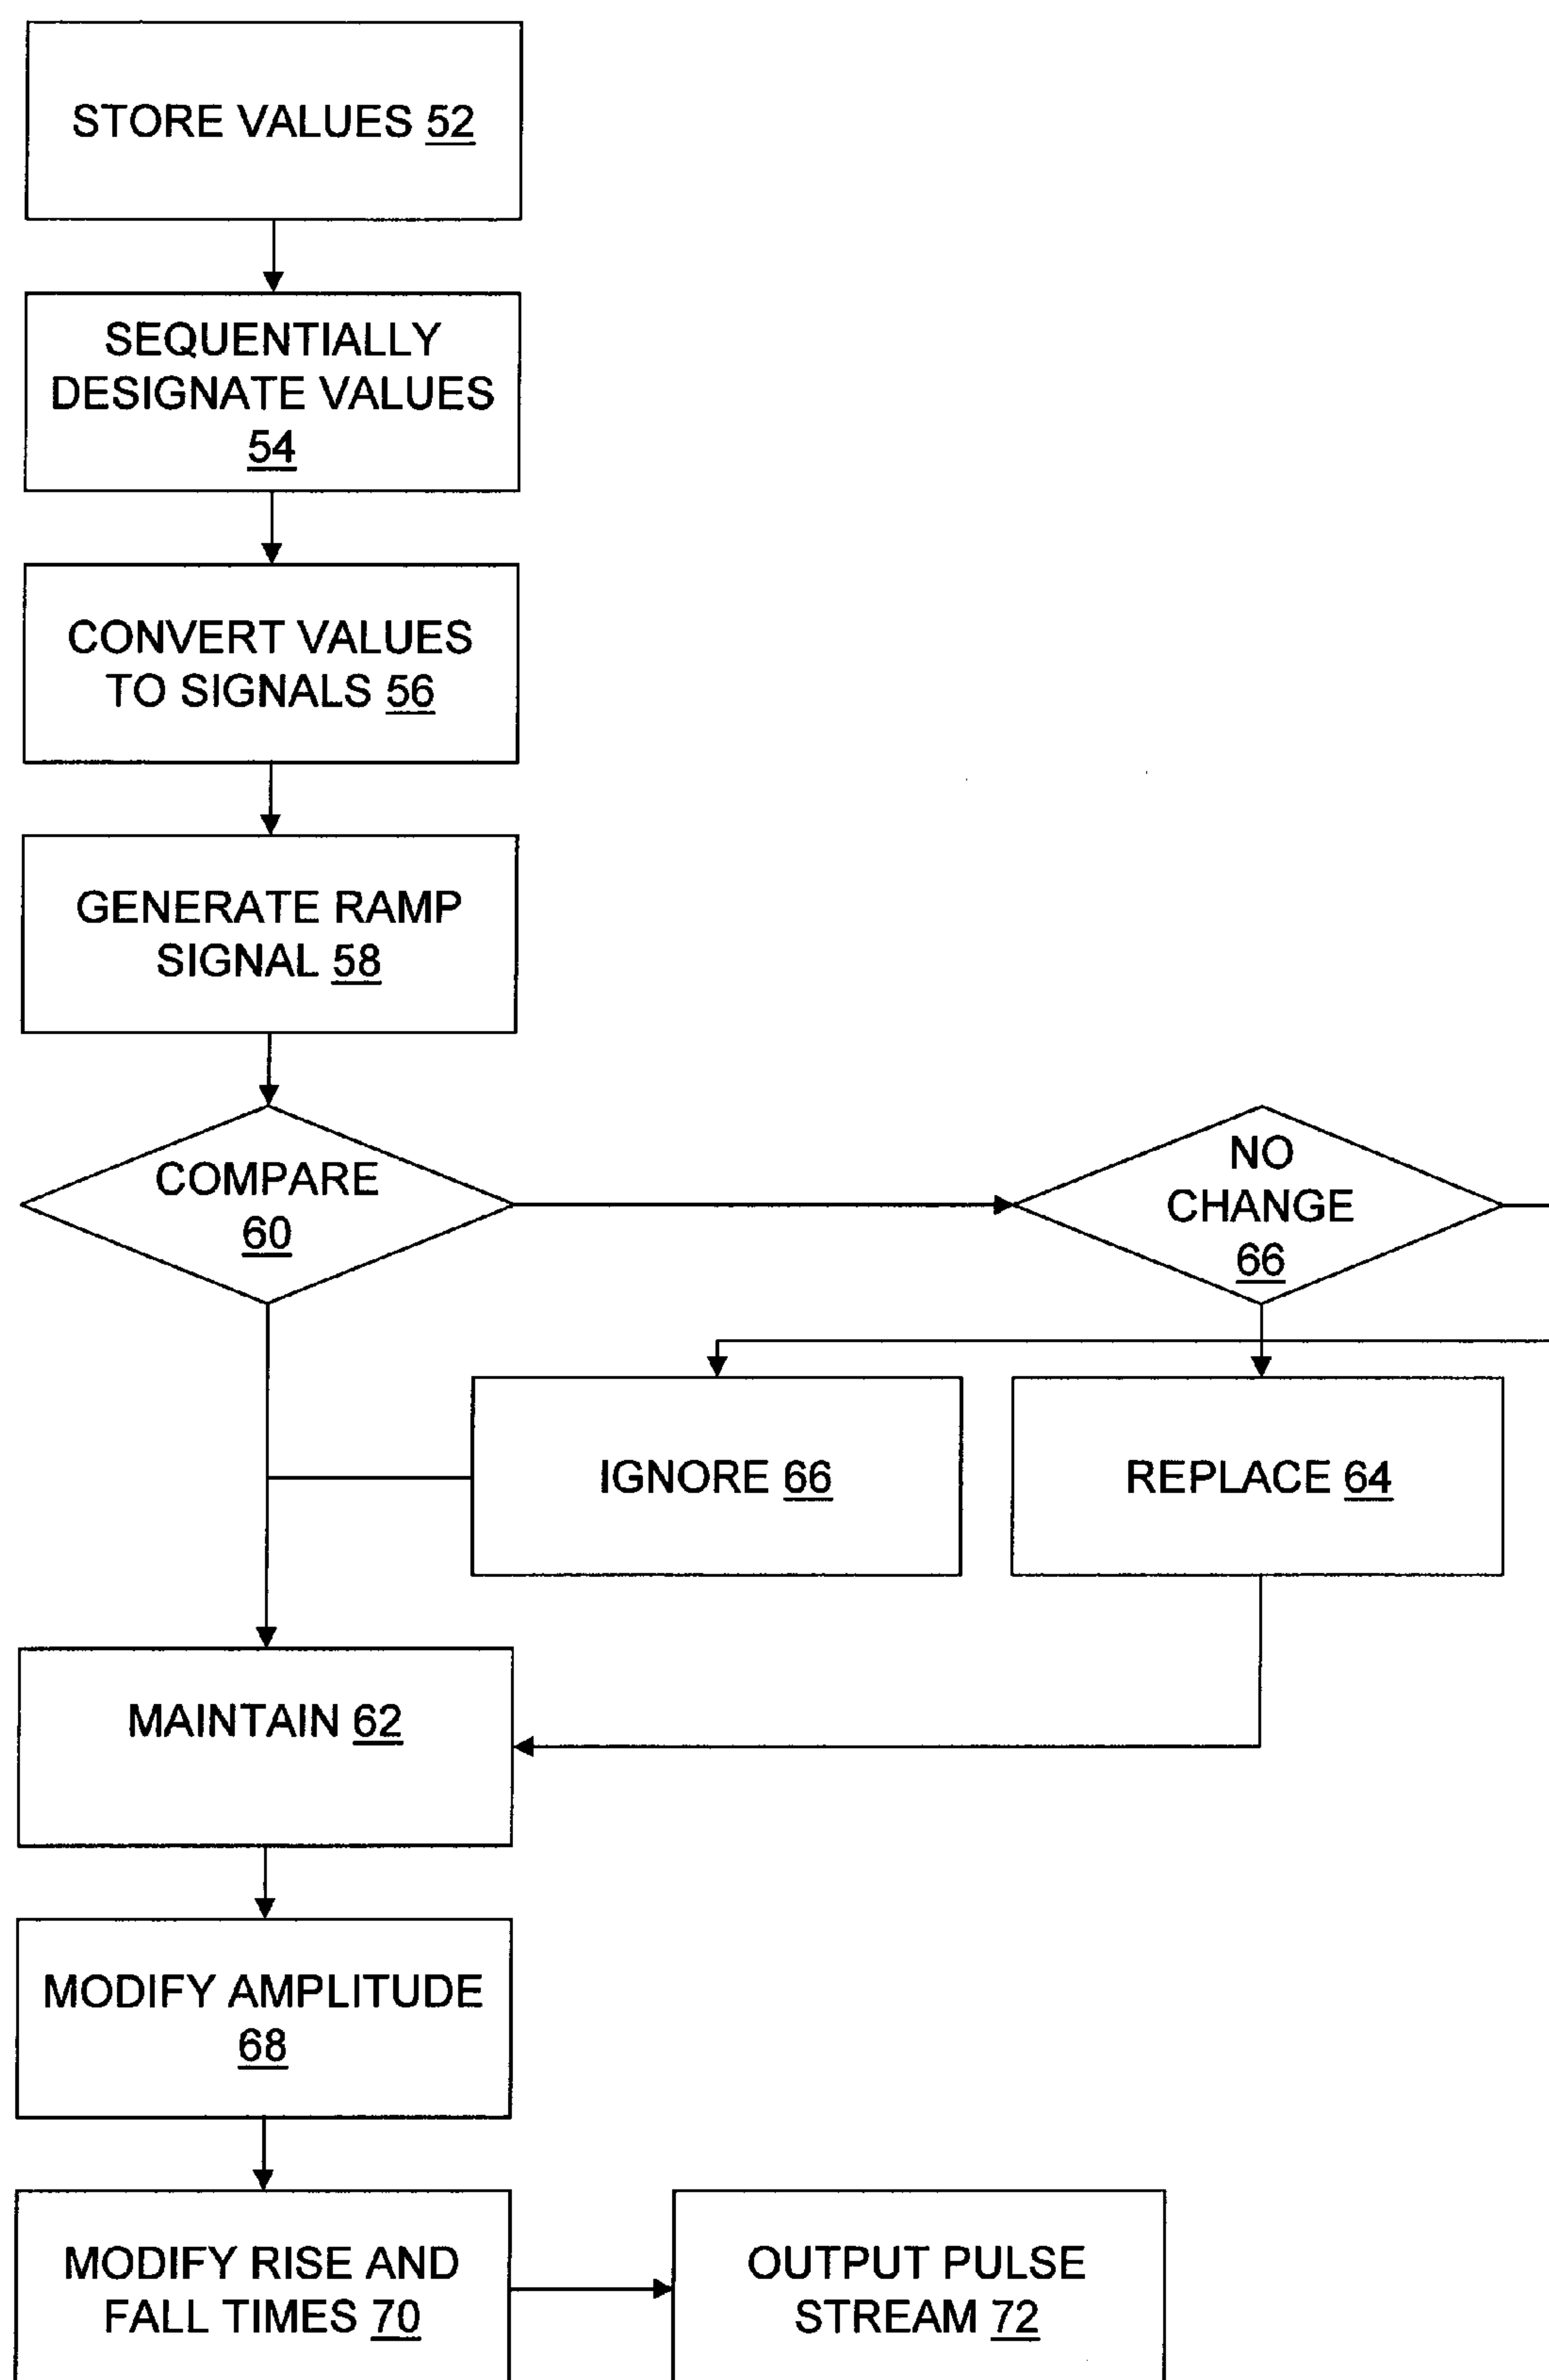 STORE VALUES 52
SEQUENTIALLY
DESIGNATE VALUES
54
CONVERT VALUES
TO SIGNALS 56
GENERATE RAMP
SIGNAL 58
COMPARE
60
NO
CHANGE
66
IGNORE 66
REPLACE 64
MAINTAIN 62
MODIFY AMPLITUDE
68
MODIFY RISE AND
FALL TIMES 70
OUTPUT PULSE
STREAM 72